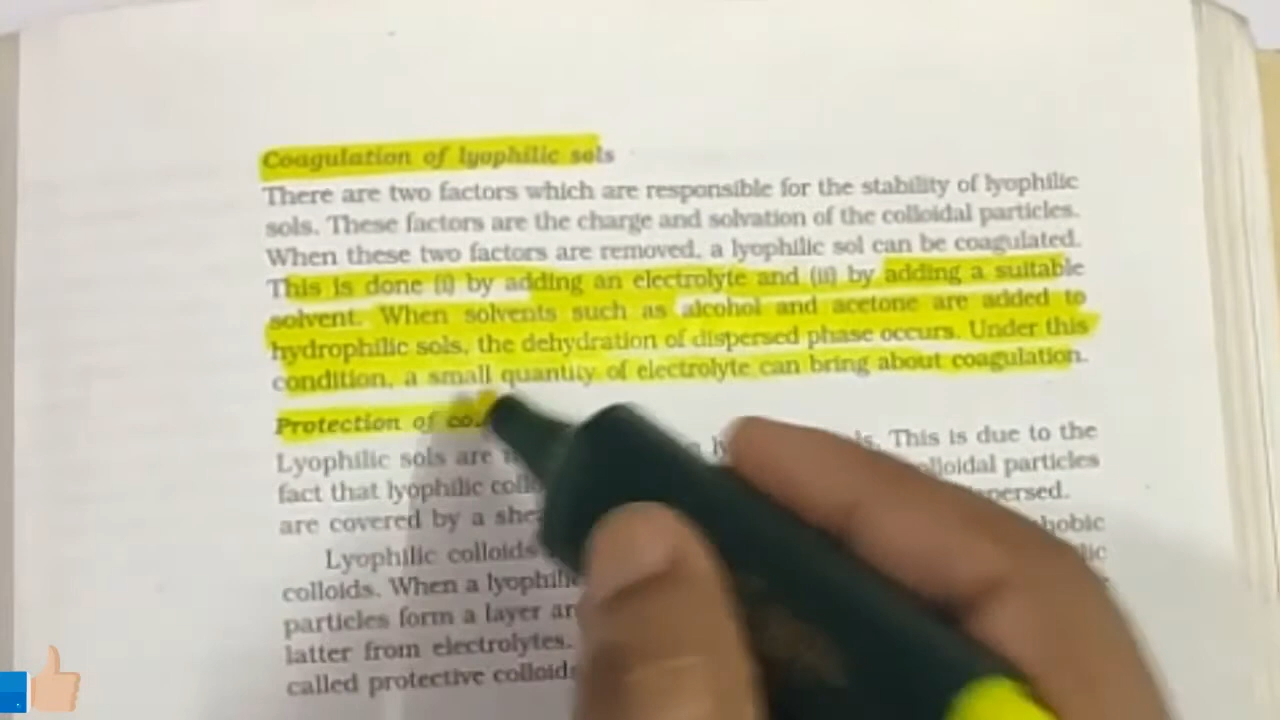 Coagulation of lyophilic sols
There are two factors which are responsible for the stability of lyophilic
sols. These factors are the charge and solvation of the colloidal particles.
When these two factors are removed, a lyophilic sol can be coagulated.
This is done (i) by adding an electrolyte and (ii) by adding a suitable
solvent. When solvents such as alcohol and acetone are added to
hydrophilic sols, the dehydration of dispersed phase occurs. Under this
condition, a small quantity of electrolyte can bring about coagulation.
Protection of
Lyophilic sols are This is due to the
fact that lyophilic particles
are covered by a
Lyophilic colloids
colloids. When a
particles form a layer
latter from electrolytes.
called protective